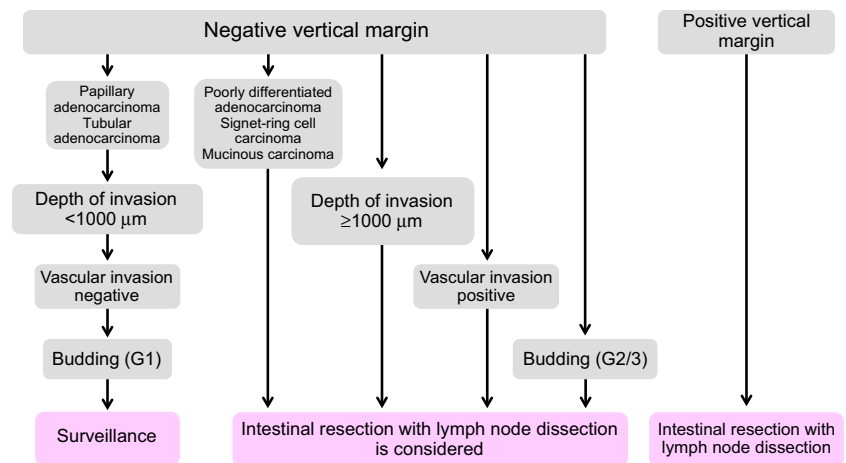 Negative vertical margin
Positive vertical
margin
Papillary
adenocarcinoma
Tubular
adenocarcinoma
Poorly differentiated
adenocarcinoma
Signet-ring cell
carcinoma
Mucinous carcinoma
Depth of invasion
<1000 μm
Depth of invasion
≥1000 μm
Vascular invasion
negative
Vascular invasion
positive
Budding (G1)
Budding (G2/3)
Surveillance
Intestinal resection with lymph node dissection
is considered
Intestinal resection with
lymph node dissection